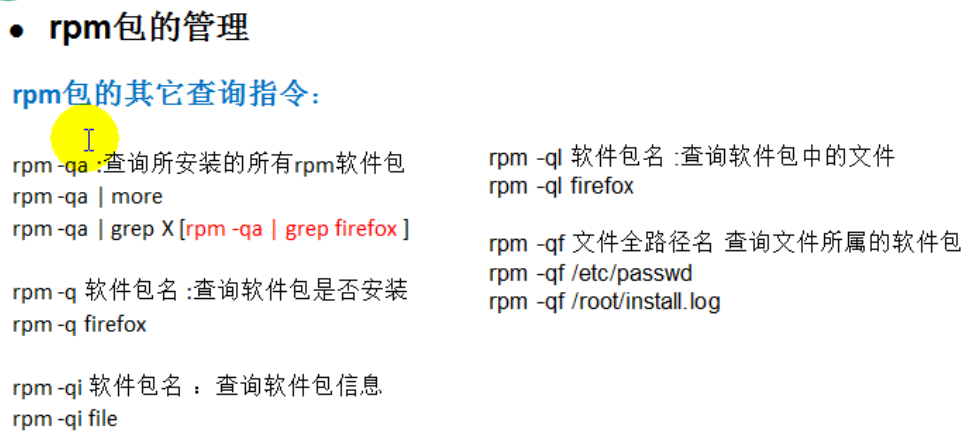 ● rpm包的管理
rpm包的其它查询指令：
rpm -qa :查询所安装的所有rpm软件包
rpm -qa | more
rpm -qa | grep X [rpm -qa | grep firefox ]
rpm -q 软件包名 :查询软件包是否安装
rpm -q firefox
rpm -qi 软件包名 ：查询软件包信息
rpm -qi file
rpm -ql 软件包名 :查询软件包中的文件
rpm -ql firefox
rpm -qf 文件全路径名 查询文件所属的软件包
rpm -qf /etc/passwd
rpm -qf /root/install.log